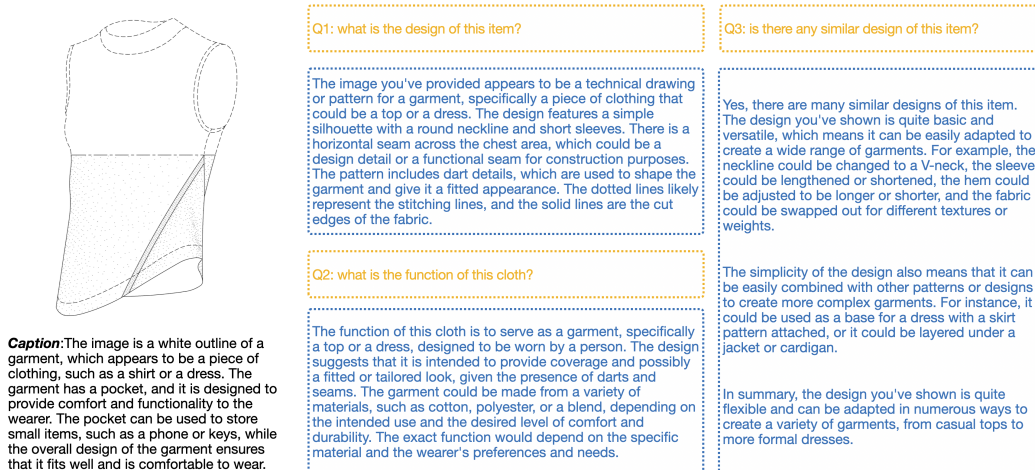 Caption:The image is a white outline of a
garment, which appears to be a piece of
clothing, such as a shirt or a dress. The
garment has a pocket, and it is designed to
provide comfort and functionality to the
wearer. The pocket can be used to store
small items, such as a phone or keys, while
the overall design of the garment ensures
that it fits well and is comfortable to wear.
Q1: what is the design of this item?
The image you've provided appears to be a technical drawing
or pattern for a garment, specifically a piece of clothing that
could be a top or a dress. The design features a simple
silhouette with a round neckline and short sleeves. There is a
horizontal seam across the chest area, which could be a
design detail or a functional seam for construction purposes.
The pattern includes dart details, which are used to shape the
garment and give it a fitted appearance. The dotted lines likely
represent the stitching lines, and the solid lines are the cut
edges of the fabric.
Q2: what is the function of this cloth?
The function of this cloth is to serve as a garment, specifically
a top or a dress, designed to be worn by a person. The design
suggests that it is intended to provide coverage and possibly
a fitted or tailored look, given the presence of darts and
seams. The garment could be made from a variety of
materials, such as cotton, polyester, or a blend, depending on
the intended use and the desired level of comfort and
durability. The exact function would depend on the specific
material and the wearer's preferences and needs.
Q3: is there any similar design of this item?
Yes, there are many similar designs of this item.
The design you've shown is quite basic and
versatile, which means it can be easily adapted to
create a wide range of garments. For example, the
neckline could be changed to a V-neck, the sleeve
could be lengthened or shortened, the hem could
be adjusted to be longer or shorter, and the fabric
could be swapped out for different textures or
weights.
The simplicity of the design also means that it can
be easily combined with other patterns or designs
to create more complex garments. For instance, it
could be used as a base for a dress with a skirt
pattern attached, or it could be layered under a
jacket or cardigan.
In summary, the design you've shown is quite
flexible and can be adapted in numerous ways to
create a variety of garments, from casual tops to
more formal dresses.